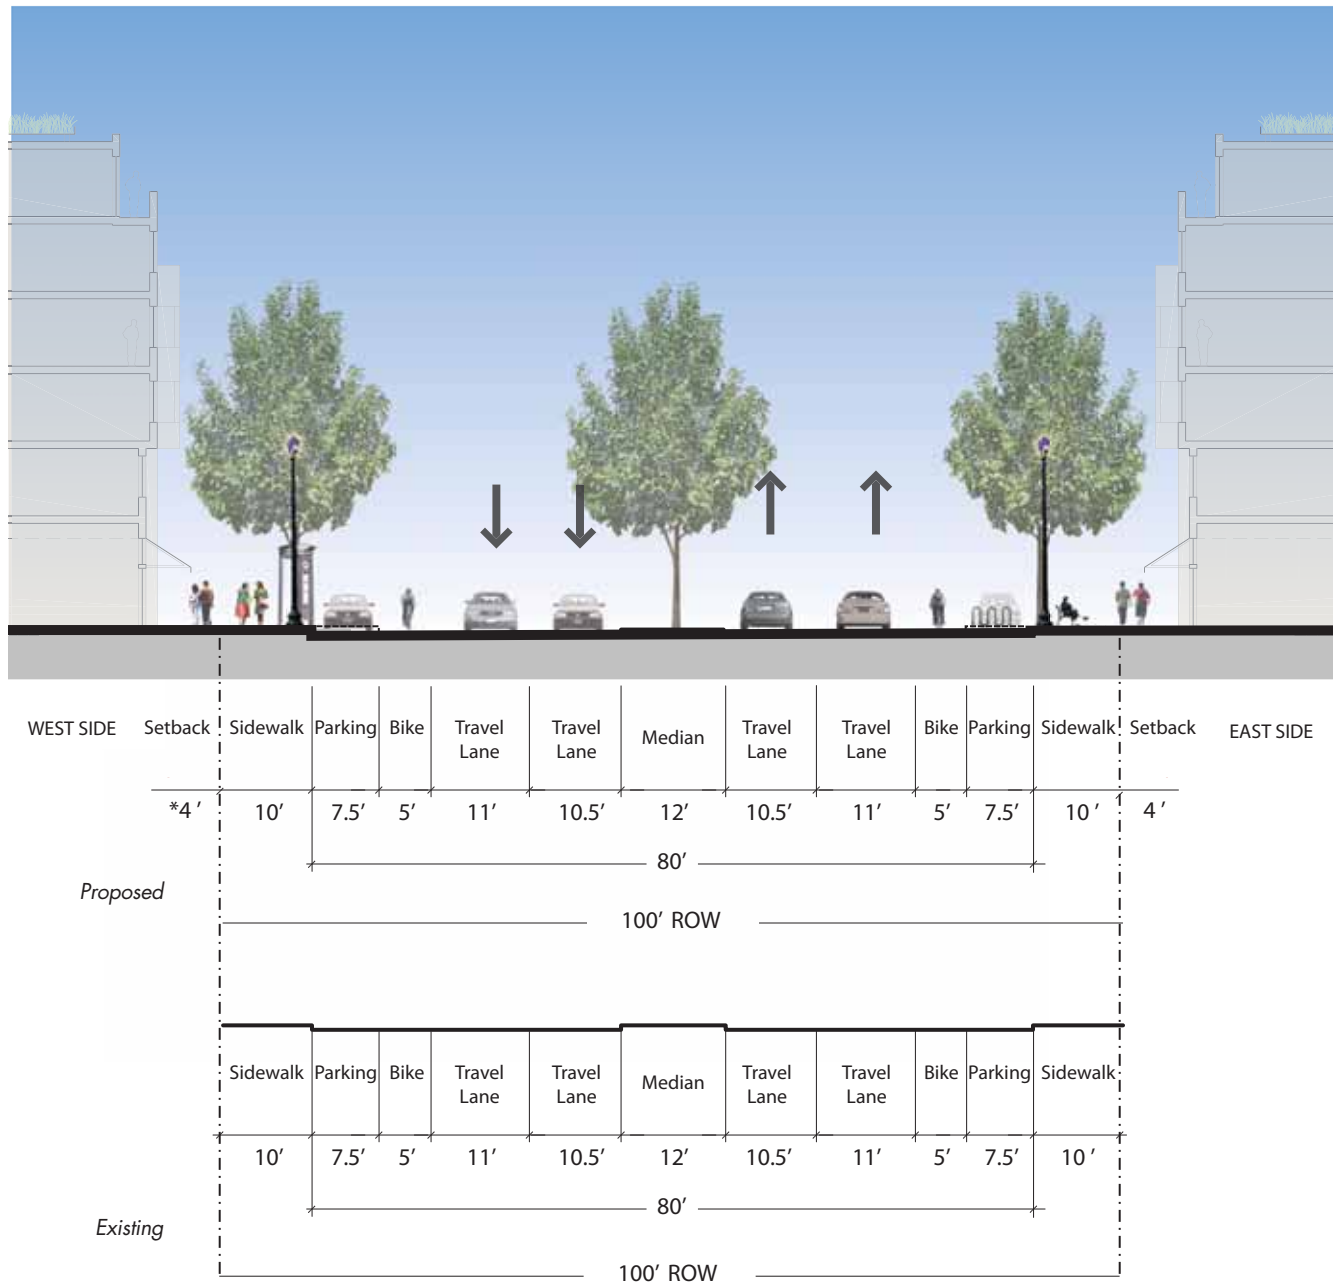 WEST SIDE Setback Sidewalk Parking Bike Travel Lane Travel Lane Median Travel Lane Travel Lane Bike Parking Sidewalk Setback EAST SIDE
*4′ 10′ 7.5′ 5′ 11′ 10.5′ 12′ 10.5′ 11′ 5′ 7.5′ 10′ 4′
80′
Proposed
100′ ROW
Sidewalk Parking Bike Travel Lane Travel Lane Median Travel Lane Travel Lane Bike Parking Sidewalk
10′ 7.5′ 5′ 11′ 10.5′ 12′ 10.5′ 11′ 5′ 7.5′ 10′
80′
Existing
100′ ROW